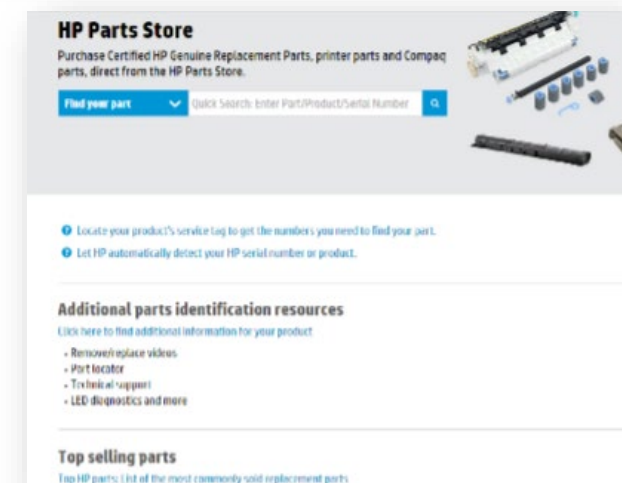 HP Parts Store
Purchase Certified HP Genuine Replacement Parts, printer parts and Compaq
parts, direct from the HP Parts Store.
Find your part
Quick Search: Enter Part/Product/Serial Number
Locate your product's service tag to get the numbers you need to find your part.
Let HP automatically detect your HP serial number or product.
Additional parts identification resources
Click here to find additional information for your product
• Remove/replace videos
• Part locator
• Technical support
• LED diagnostics and more
Top selling parts
Top HP parts: List of the most commonly sold replacement parts